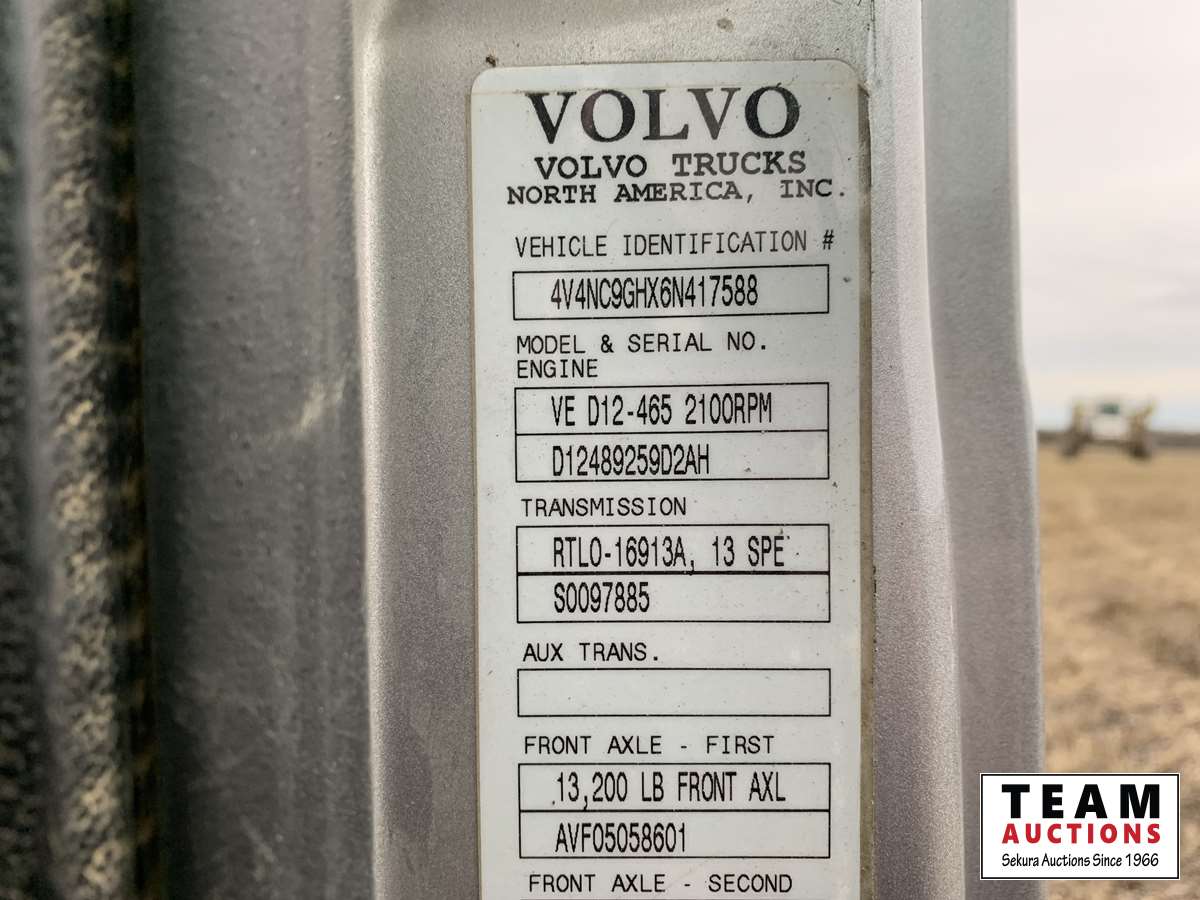 VOLVO
VOLVO TRUCKS
NORTH AMERICA, INC.
VEHICLE IDENTIFICATION #
4V4NC9GHX6N417588
MODEL & SERIAL NO.
ENGINE
VE D12-465 2100RPM
D12489259D2AH
TRANSMISSION
RTLO-16913A, 13 SPE
S0097885
AUX TRANS.
FRONT AXLE - FIRST
13,200 LB FRONT AXL
AVF05058601
FRONT AXLE - SECOND
TEAM
AUCTIONS
Sekura Auctions Since 1966